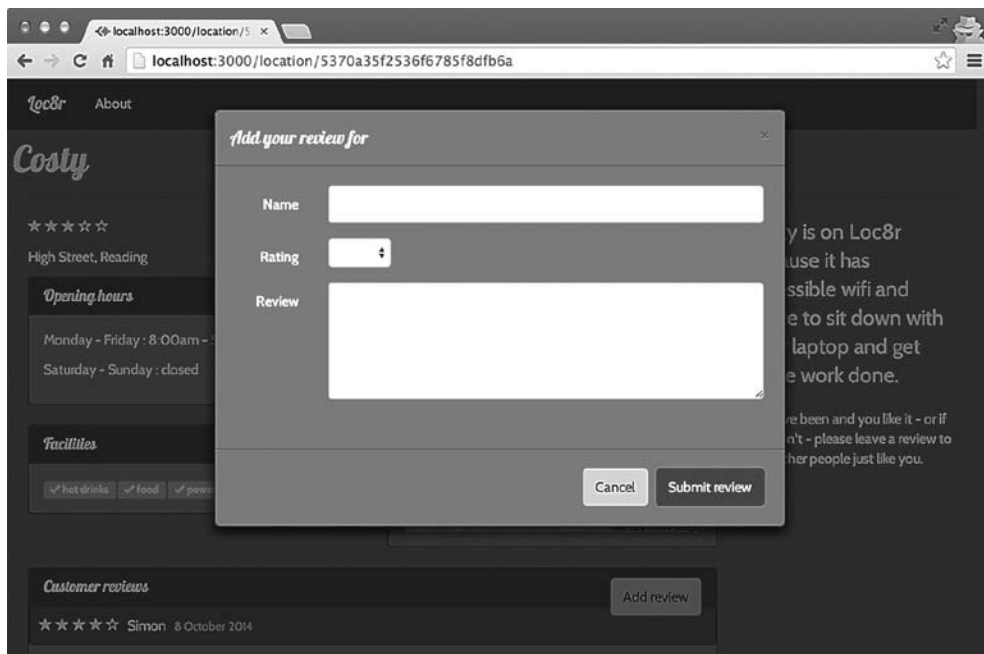 localhost:3000/location/5
localhost:3000/location/5370a35f2536f6785f8dfb6a
Loc8r About
Costy
High Street, Reading
Opening hours
Monday - Friday : 8:00am -
Saturday - Sunday : closed
Facilities
hot drinks food
Add your review for
×
Name
Rating
Review
Cancel Submit review
y is on Loc8r
use it has
ssible wifi and
e to sit down with
laptop and get
e work done.
ve been and you like it - or if
n't - please leave a review to
her people just like you.
Customer reviews
Add review
Simon 8 October 2014